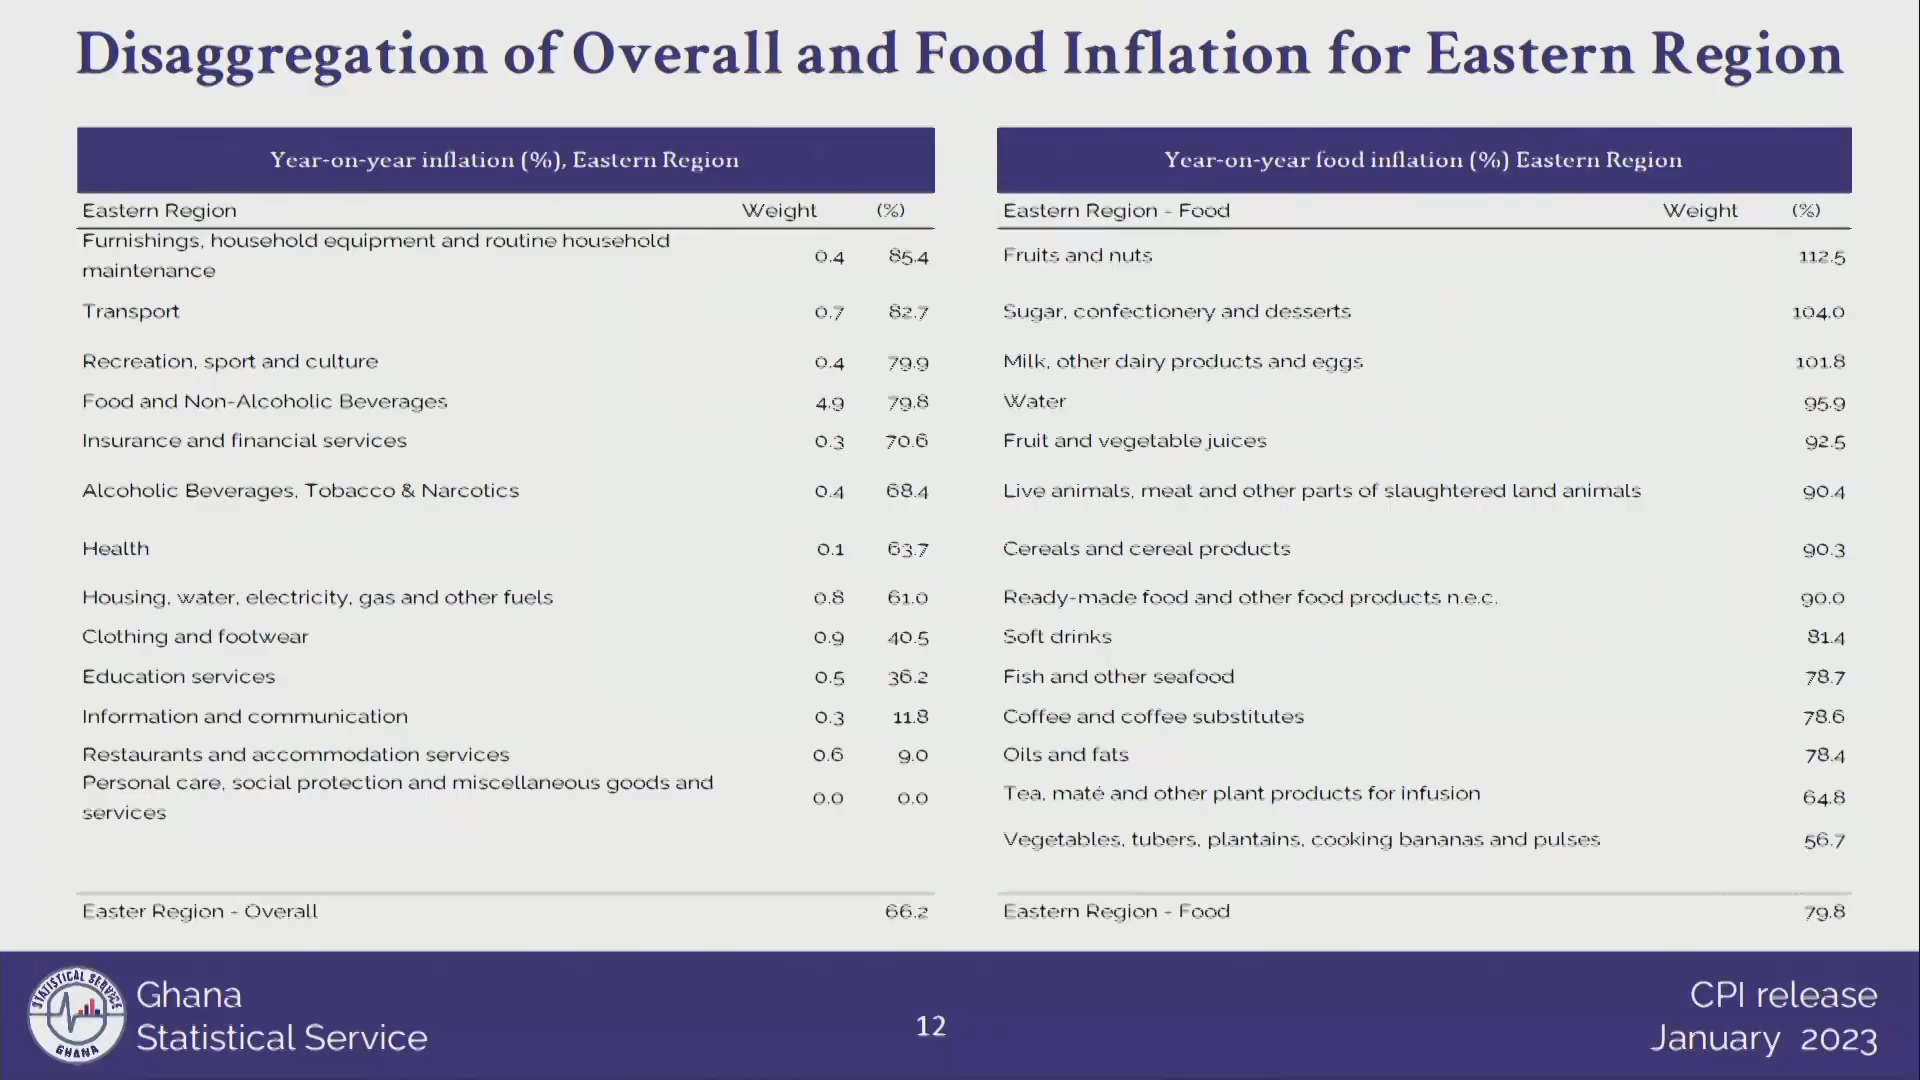 Disaggregation of Overall and Food Inflation for Eastern Region
Year-on-year inflation (%), Eastern Region
Eastern Region Weight (%)
Furnishings, household equipment and routine household
maintenance 0.4 85.4
Transport 0.7 82.7
Recreation, sport and culture 0.4 79.9
Food and Non-Alcoholic Beverages 4.9 79.8
Insurance and financial services 0.3 70.6
Alcoholic Beverages, Tobacco & Narcotics 0.4 68.4
Health 0.1 63.7
Housing, water, electricity, gas and other fuels 0.8 61.0
Clothing and footwear 0.9 40.5
Education services 0.5 36.2
Information and communication 0.3 11.8
Restaurants and accommodation services 0.6 9.0
Personal care, social protection and miscellaneous goods and
services 0.0 0.0
Easter Region - Overall 66.2
Year-on-year food inflation (%) Eastern Region
Eastern Region - Food Weight (%)
Fruits and nuts 112.5
Sugar, confectionery and desserts 104.0
Milk, other dairy products and eggs 101.8
Water 95.9
Fruit and vegetable juices 92.5
Live animals, meat and other parts of slaughtered land animals 90.4
Cereals and cereal products 90.3
Ready-made food and other food products n.e.c. 90.0
Soft drinks 81.4
Fish and other seafood 78.7
Coffee and coffee substitutes 78.6
Oils and fats 78.4
Tea, maté and other plant products for infusion 64.8
Vegetables, tubers, plantains, cooking bananas and pulses 56.7
Eastern Region - Food 79.8
STATISTICAL SERVICE
GHANA
Ghana
Statistical Service
12
CPI release
January 2023